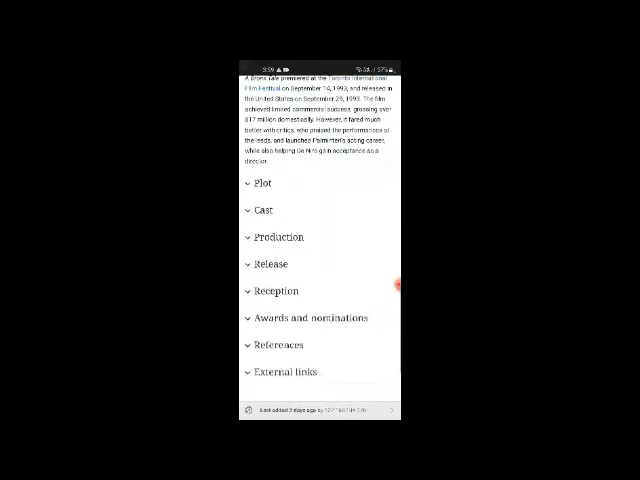 3:59
57%
A Bronx Tale premiered at the Toronto International
Film Festival on September 14, 1993, and released in
the United States on September 29, 1993. The film
achieved limited commercial success, grossing over
$17 million domestically. However, it fared much
better with critics, who praised the performances of
the leads, and launched Palminteri's acting career,
while also helping De Niro gain acceptance as a
director.
Plot
Cast
Production
Release
Reception
Awards and nominations
References
External links
Last edited 2 days ago by